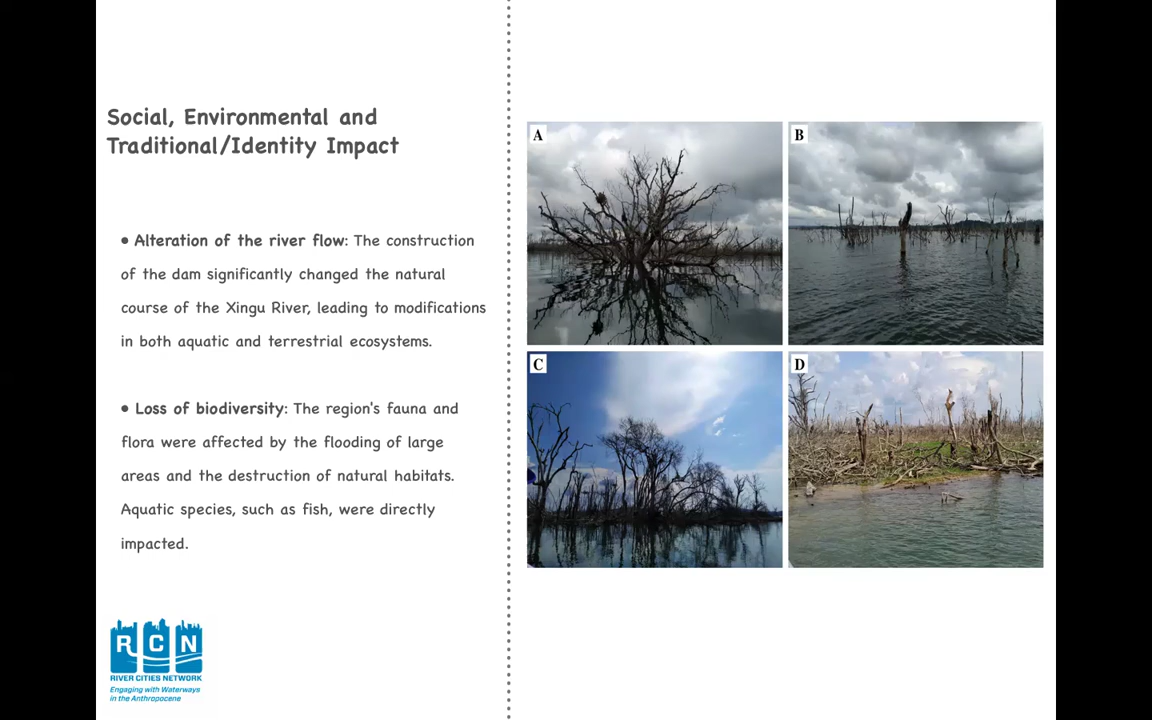 Social, Environmental and
Traditional/Identity Impact
• Alteration of the river flow: The construction
of the dam significantly changed the natural
course of the Xingu River, leading to modifications
in both aquatic and terrestrial ecosystems.
• Loss of biodiversity: The region's fauna and
flora were affected by the flooding of large
areas and the destruction of natural habitats.
Aquatic species, such as fish, were directly
impacted.
RCN
RIVER CITIES NETWORK
Engaging with Waterways
in the Anthropocene
A
B
C
D